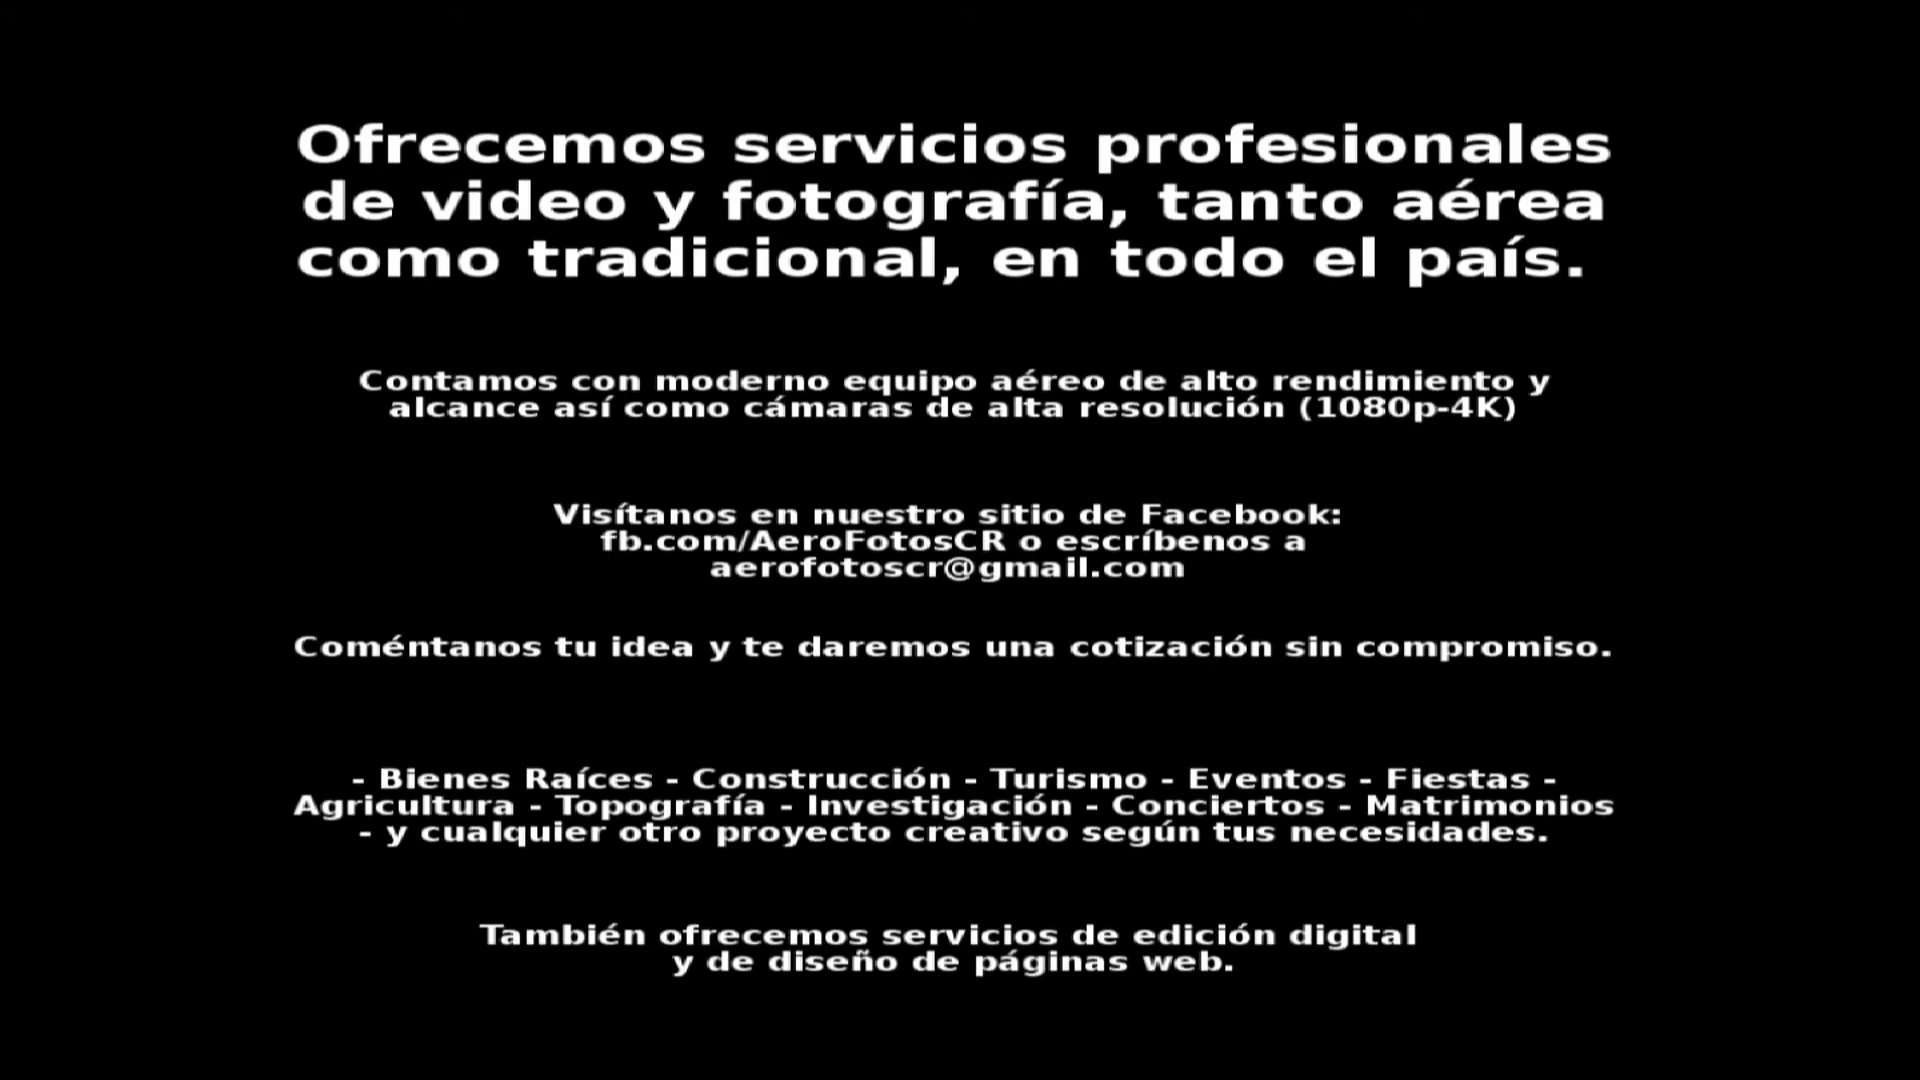 Ofrecemos servicios profesionales
de video y fotografía, tanto aérea
como tradicional, en todo el país.
Contamos con moderno equipo aéreo de alto rendimiento y
alcance así como cámaras de alta resolución (1080p-4K)
Visítanos en nuestro sitio de Facebook:
fb.com/AeroFotosCR o escríbenos a
aerofotoscr@gmail.com
Coméntanos tu idea y te daremos una cotización sin compromiso.
- Bienes Raíces - Construcción - Turismo - Eventos - Fiestas -
Agricultura - Topografía - Investigación - Conciertos - Matrimonios
- y cualquier otro proyecto creativo según tus necesidades.
También ofrecemos servicios de edición digital
y de diseño de páginas web.